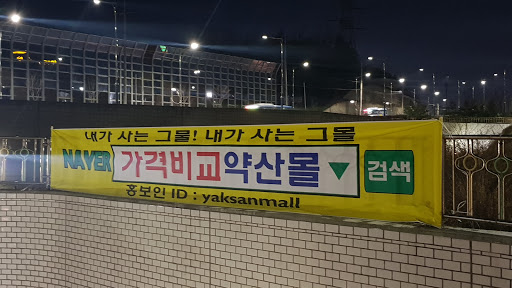 내가 사는 그물! 내가 사는 그몰
NAVER 가격비교약산몰 ▼ 검색
홍보인 ID : yaksanmall